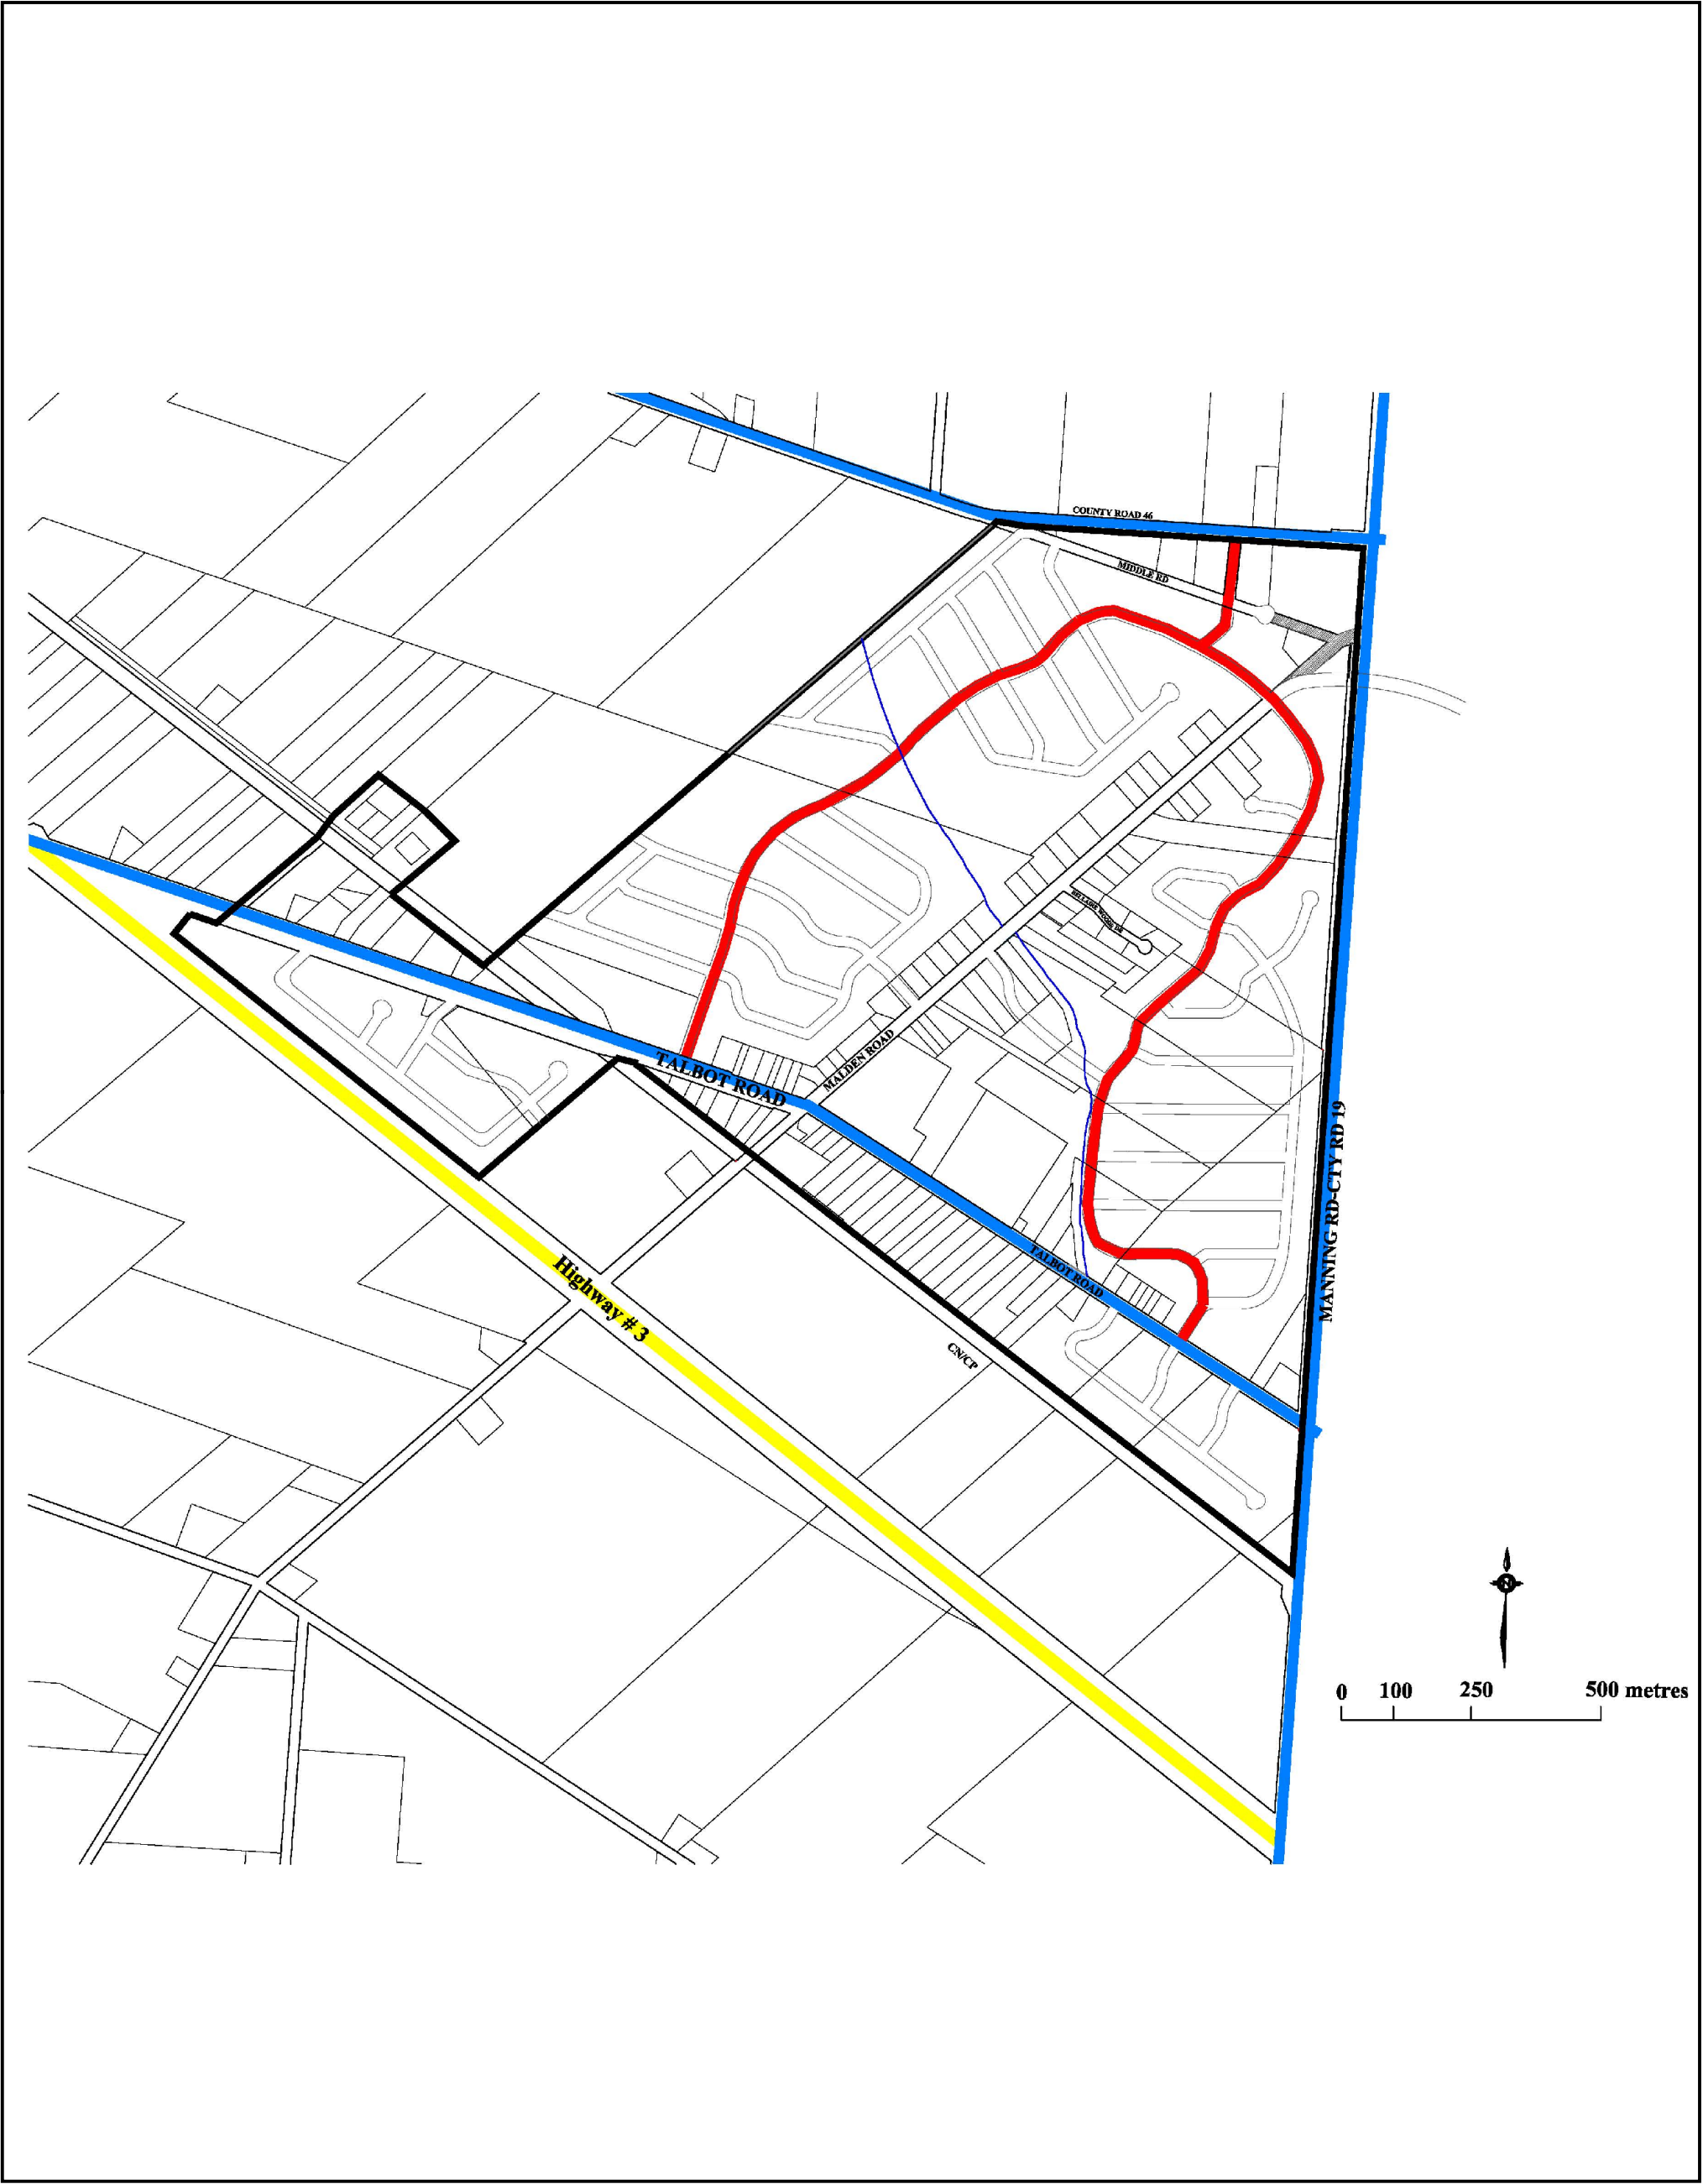 COUNTY ROAD 46
MIDDLE RD
TALBOT ROAD
MALDEN ROAD
MANNING RD-CTY RD 19
TALBOT ROAD
Highway # 3
CN/CP
N
0 100 250 500 metres